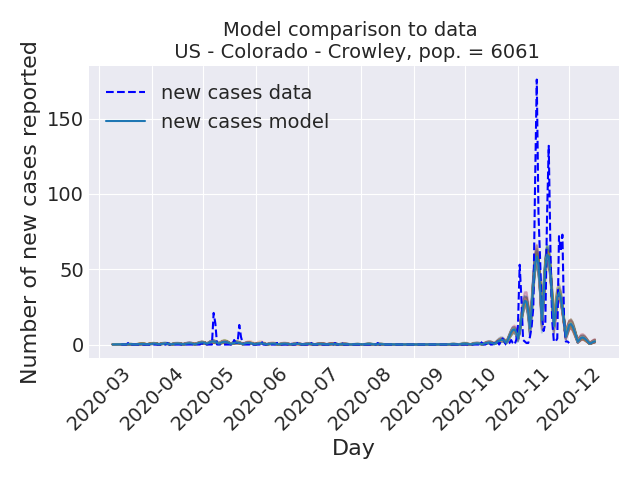 Model comparison to data
US - Colorado - Crowley, pop. = 6061
Number of new cases reported
new cases data
new cases model
150
100
50
0
2020-03
2020-04
2020-05
2020-06
2020-07
2020-08
2020-09
2020-10
2020-11
2020-12
Day